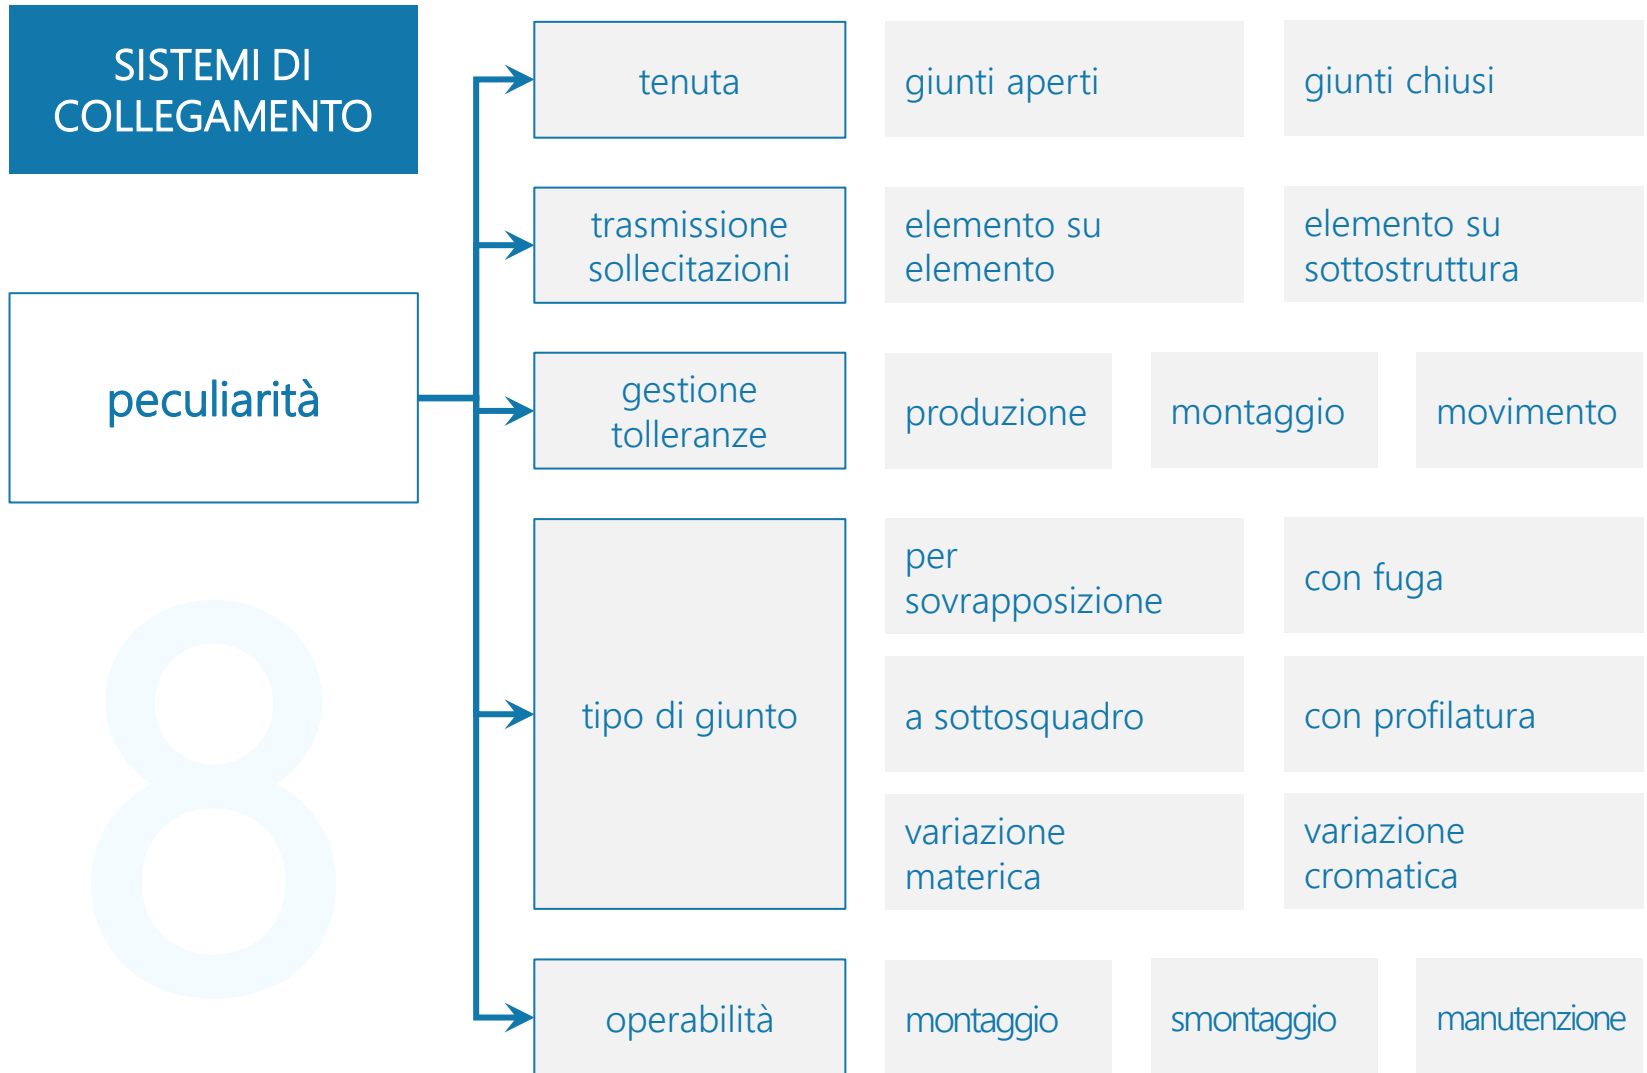 SISTEMI DI
COLLEGAMENTO
peculiarità
8
tenuta
giunti aperti
giunti chiusi
trasmissione
sollecitazioni
elemento su
elemento
elemento su
sottostruttura
gestione
tolleranze
produzione
montaggio
movimento
tipo di giunto
per
sovrapposizione
con fuga
a sottosquadro
con profilatura
variazione
materica
variazione
cromatica
operabilità
montaggio
smontaggio
manutenzione